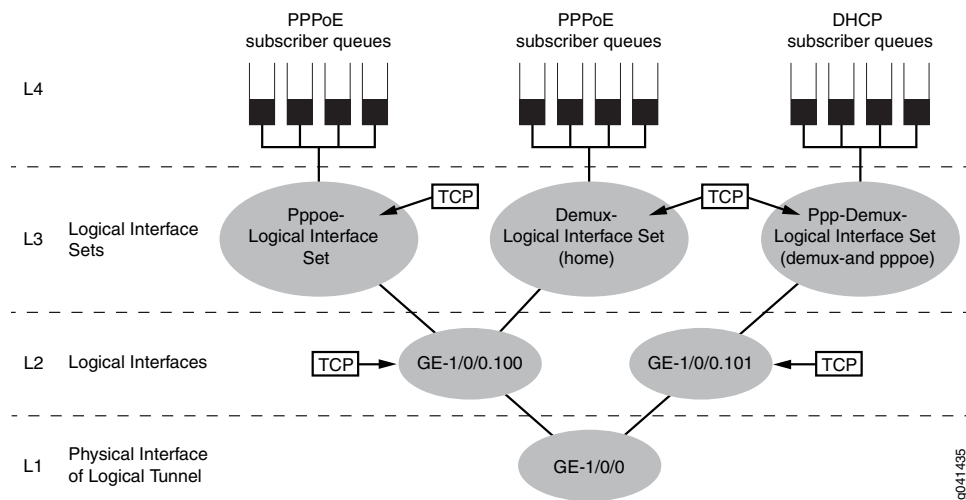 PPPoE
subscriber queues
PPPoE
subscriber queues
DHCP
subscriber queues
L4
TCP
TCP
L3
Logical Interface
Sets
Pppoe-
Logical Interface
Set
Demux-
Logical Interface Set
(home)
Ppp-Demux-
Logical Interface Set
(demux-and pppoe)
L2
Logical Interfaces
TCP
GE-1/0/0.100
GE-1/0/0.101
TCP
L1
Physical Interface
of Logical Tunnel
GE-1/0/0
g041435